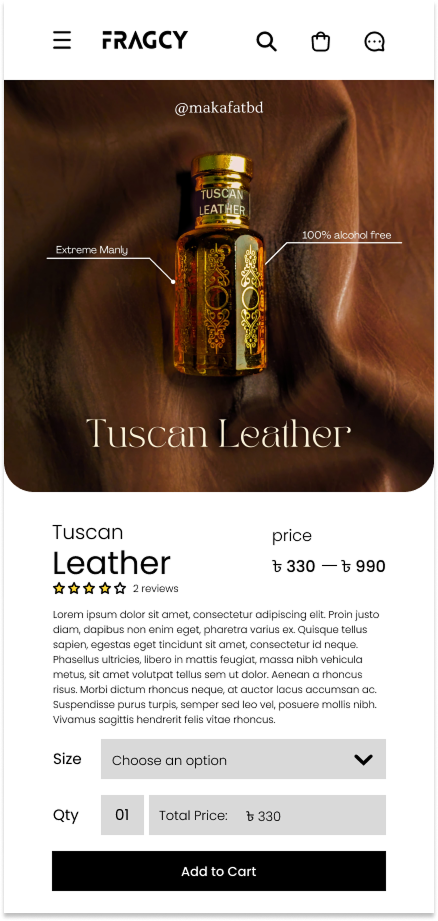 FRAGCY
@makafatbd
TUSCAN
LEATHER
100% alcohol free
Extreme Manly
Tuscan Leather
Tuscan
Leather
2 reviews
price
৳ 330 — ৳ 990
Lorem ipsum dolor sit amet, consectetur adipiscing elit. Proin justo
diam, dapibus non enim eget, pharetra varius ex. Quisque tellus
sapien, egestas eget tincidunt sit amet, consectetur id neque.
Phasellus ultricies, libero in mattis feugiat, massa nibh vehicula
metus, sit amet volutpat tellus sem ut dolor. Aenean a rhoncus
risus. Morbi dictum rhoncus neque, at auctor lacus accumsan ac.
Suspendisse purus turpis, semper sed leo vel, posuere mollis nibh.
Vivamus sagittis hendrerit felis vitae rhoncus.
Size
Choose an option
Qty
01
Total Price: ৳ 330
Add to Cart